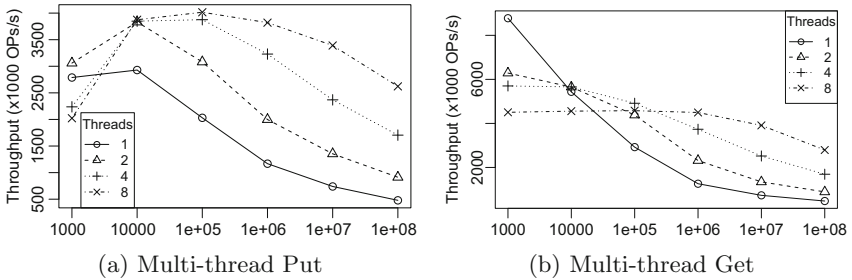 Throughput (x1000 OPs/s)
500 1500 2500 3500
Threads
1
2
4
8
1000 10000 1e+05 1e+06 1e+07 1e+08
(a) Multi-thread Put
Throughput (x1000 OPs/s)
2000 6000
Threads
1
2
4
8
1000 10000 1e+05 1e+06 1e+07 1e+08
(b) Multi-thread Get